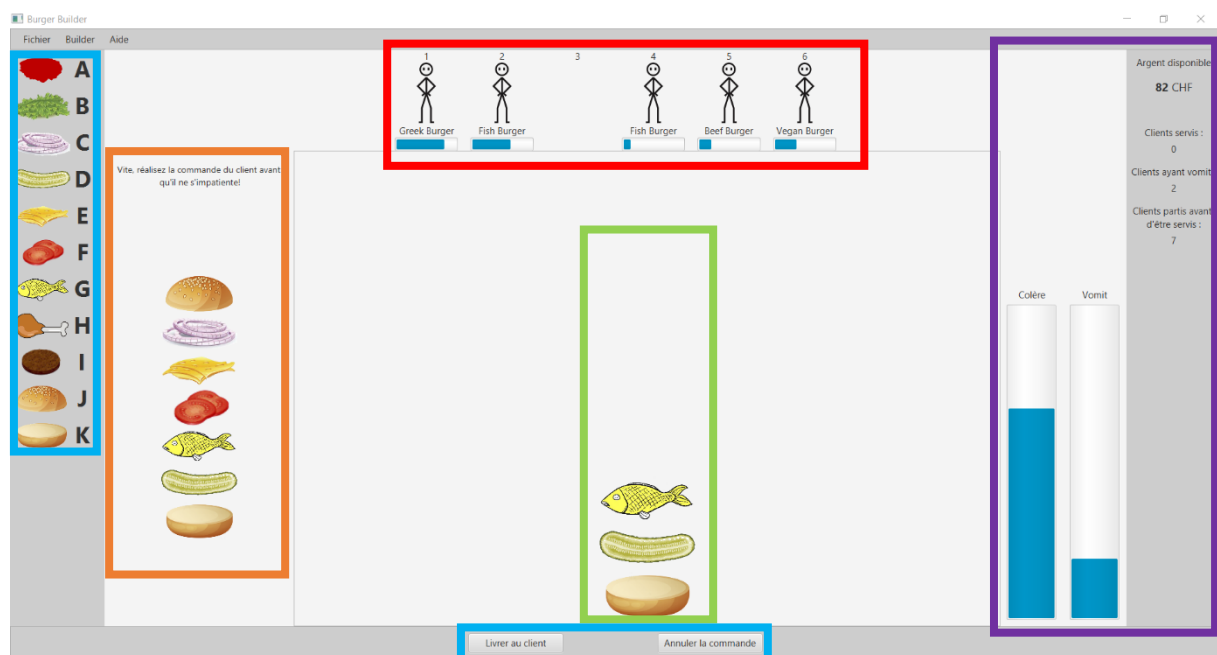 Burger Builder
Fichier Builder Aide
A
B
C
D
E
F
G
H
I
J
K
Vite, réalisez la commande du client avant
qu'il ne s'impatiente!
1 2 3 4 5 6
Greek Burger Fish Burger Fish Burger Beef Burger Vegan Burger
Colère Vomit
Argent disponible
82 CHF
Clients servis :
0
Clients ayant vomit
2
Clients partis avant
d'être servis :
7
Livrer au client Annuler la commande